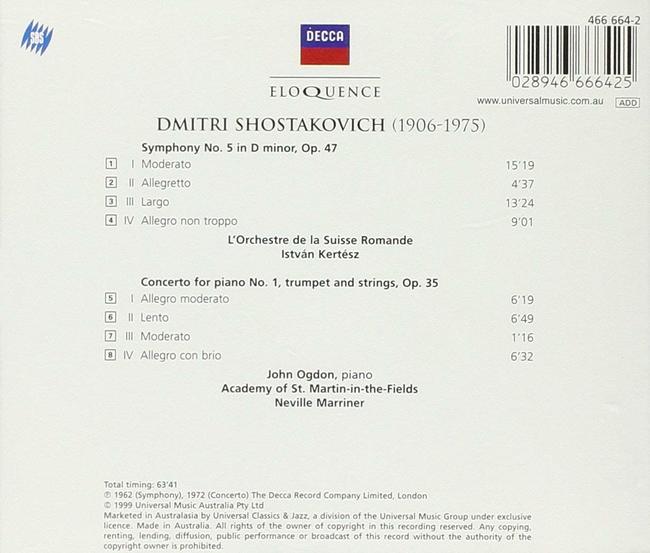 SBS
DECCA
466 664-2
ELOQUENCE
028946 666425
www.universalmusic.com.au ADD
DMITRI SHOSTAKOVICH (1906-1975)
Symphony No. 5 in D minor, Op. 47
1 I Moderato 15'19
2 II Allegretto 4'37
3 III Largo 13'24
4 IV Allegro non troppo 9'01
L'Orchestre de la Suisse Romande
István Kertész
Concerto for piano No. 1, trumpet and strings, Op. 35
5 I Allegro moderato 6'19
6 II Lento 6'49
7 III Moderato 1'16
8 IV Allegro con brio 6'32
John Ogdon, piano
Academy of St. Martin-in-the-Fields
Neville Marriner
Total timing: 63'41
℗ 1962 (Symphony), 1972 (Concerto) The Decca Record Company Limited, London
© 1999 Universal Music Australia Pty Ltd
Marketed in Australasia by Universal Classics & Jazz, a division of the Universal Music Group under exclusive
licence. Made in Australia. All rights of the owner of copyright in this recording reserved. Any copying,
renting, lending, diffusion, public performance or broadcast of this record without the authority of the
copyright owner is prohibited.